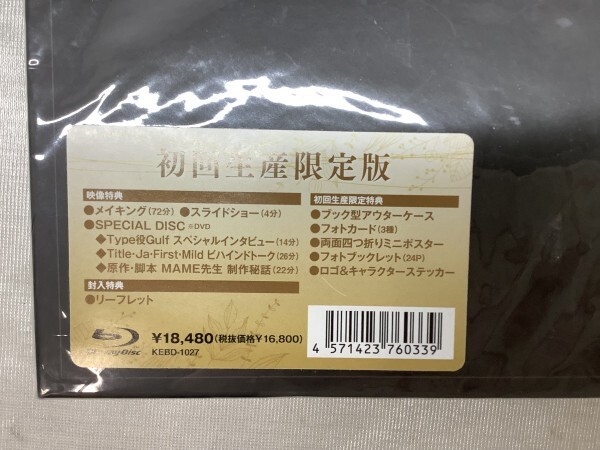 初回生産限定版
映像特典
●メイキング(72分) ●スライドショー(4分)
●SPECIAL DISC ※DVD
◆Type役Gulf スペシャルインタビュー(14分)
◆Title・Ja・First・Mild ビハインドトーク(26分)
◆原作・脚本 MAME先生 制作秘話(22分)
封入特典
●リーフレット
初回生産限定特典
●ブック型アウターケース
●フォトカード(3種)
●両面四つ折りミニポスター
●フォトブックレット(24P)
●ロゴ&キャラクターステッカー
Blu-ray Disc
¥18,480(税抜価格¥16,800)
KEBD-1027
4 571423 760339